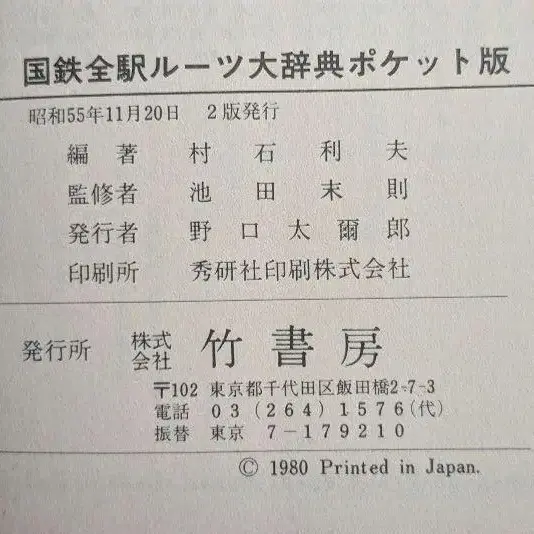 国鉄全駅ルーツ大辞典ポケット版
昭和55年11月20日 2版発行
編著 村石利夫
監修者 池田末則
発行者 野口太爾郎
印刷所 秀研社印刷株式会社
発行所 株式会社 竹書房
〒102 東京都千代田区飯田橋2-7-3
電話 03(264)1576(代)
振替 東京 7-179210
© 1980 Printed in Japan.